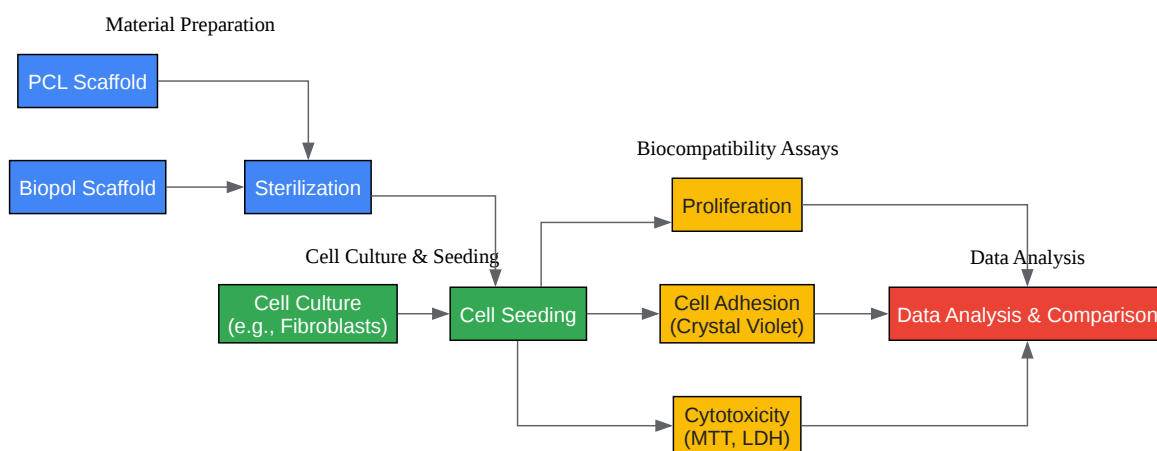 Material Preparation
PCL Scaffold
Biopol Scaffold
Sterilization
Cell Culture & Seeding
Cell Culture
(e.g., Fibroblasts)
Cell Seeding
Biocompatibility Assays
Proliferation
Cell Adhesion
(Crystal Violet)
Cytotoxicity
(MTT, LDH)
Data Analysis
Data Analysis & Comparison